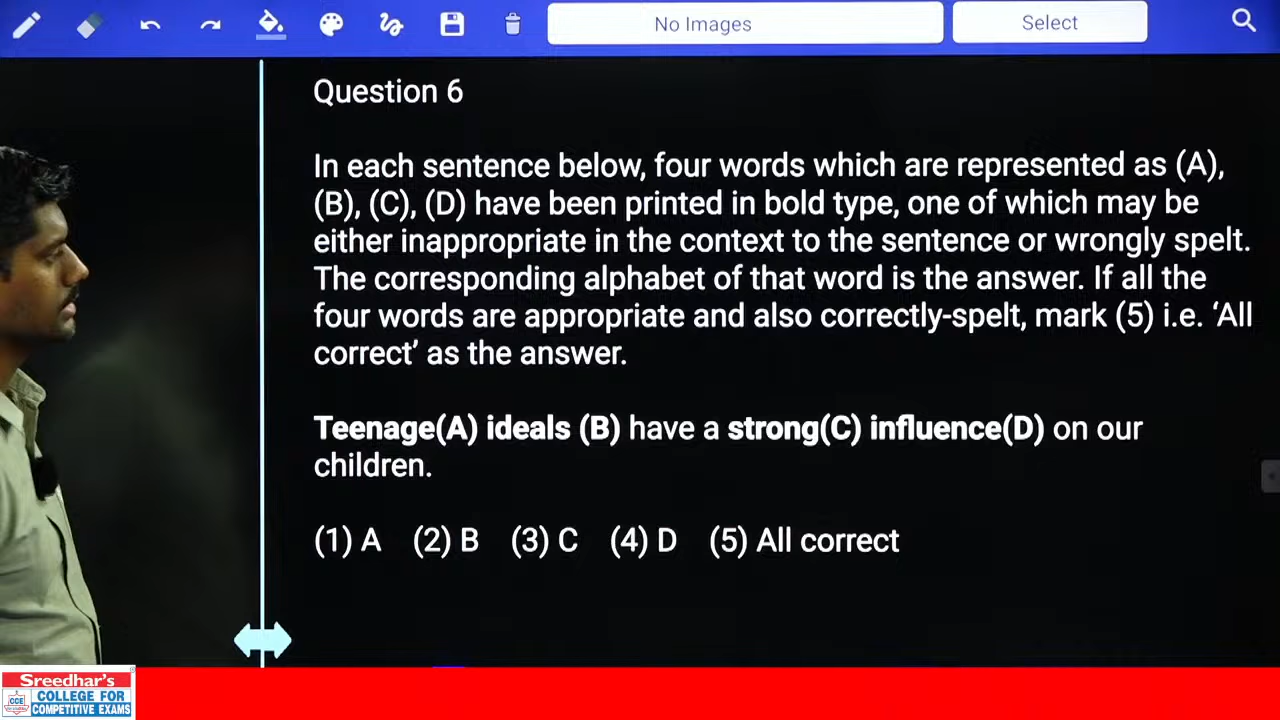 No Images
Select
Question 6
In each sentence below, four words which are represented as (A),
(B), (C), (D) have been printed in bold type, one of which may be
either inappropriate in the context to the sentence or wrongly spelt.
The corresponding alphabet of that word is the answer. If all the
four words are appropriate and also correctly-spelt, mark (5) i.e. ‘All
correct’ as the answer.
Teenage(A) ideals (B) have a strong(C) influence(D) on our
children.
(1) A (2) B (3) C (4) D (5) All correct
Sreedhar's
CCE
COLLEGE FOR
COMPETITIVE EXAMS